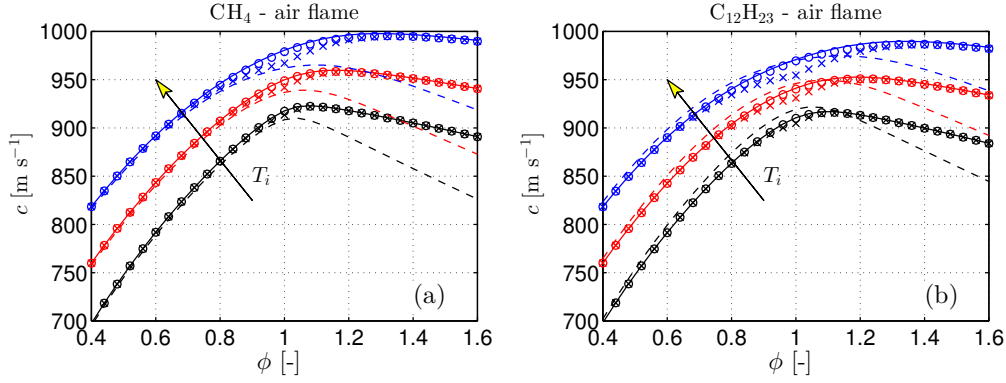 CH₄ - air flame
1000
950
900
850
800
750
700
c [m s⁻¹]
T_i
(a)
0.4 0.6 0.8 1 1.2 1.4 1.6
ϕ [-]
C₁₂H₂₃ - air flame
1000
950
900
850
800
750
700
c [m s⁻¹]
T_i
(b)
0.4 0.6 0.8 1 1.2 1.4 1.6
ϕ [-]